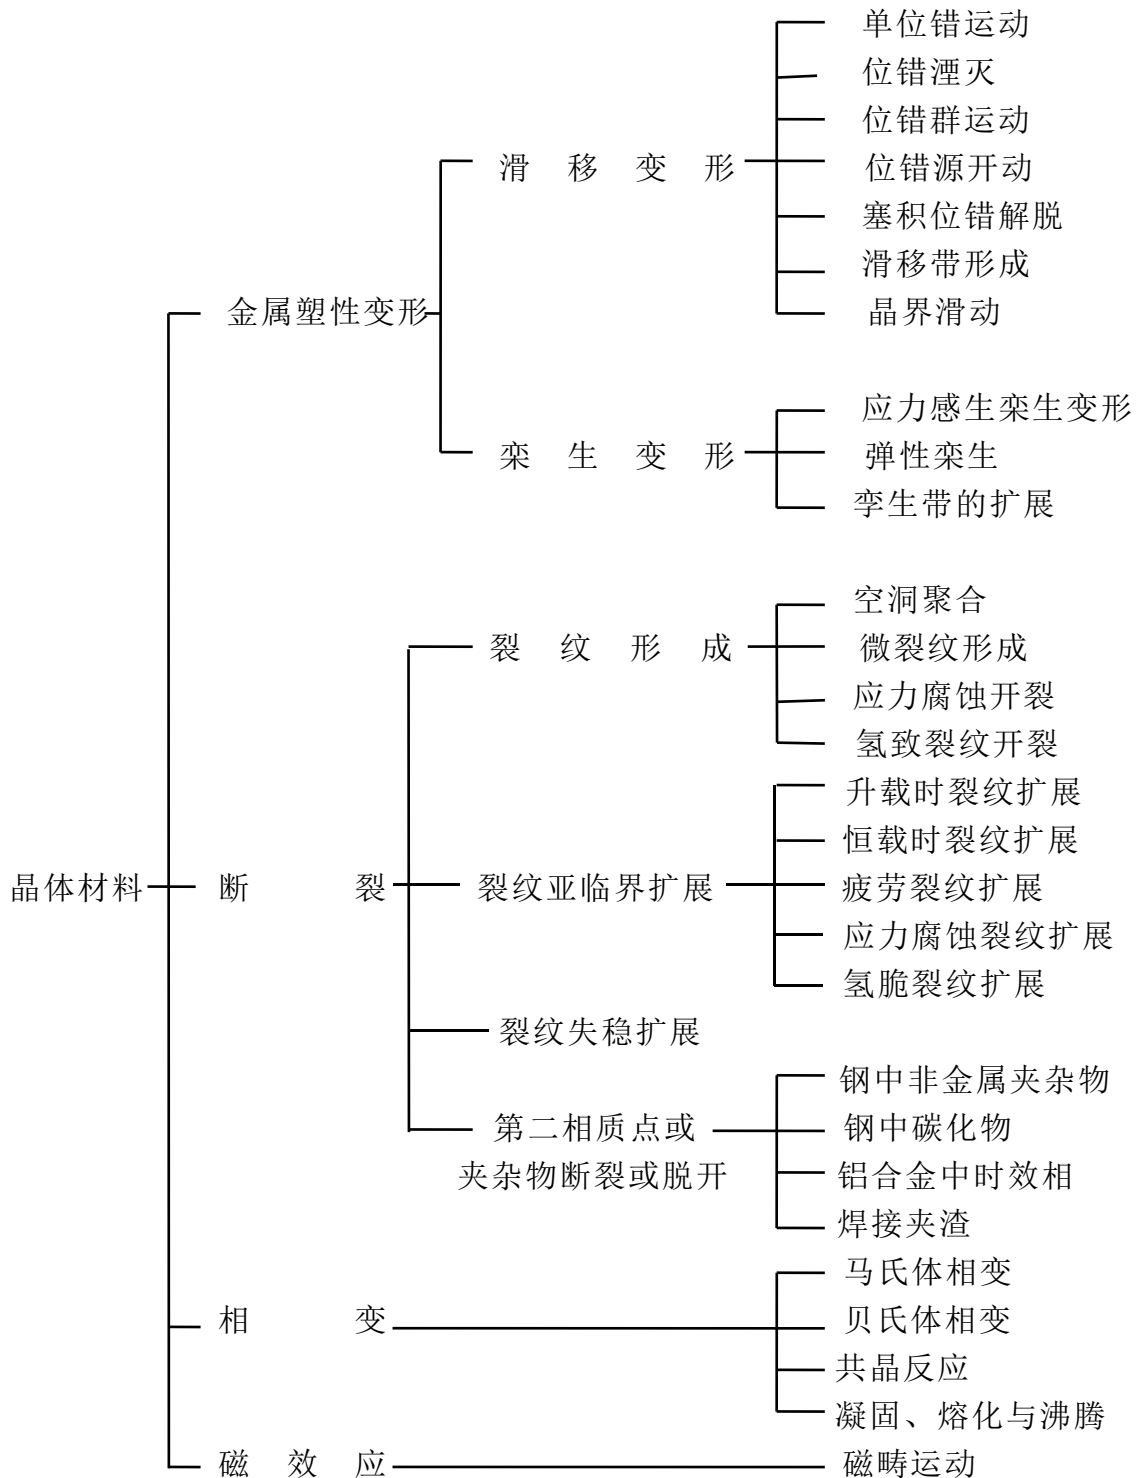 单位错运动
位错湮灭
位错群运动
滑移变形
位错源开动
塞积位错解脱
滑移带形成
金属塑性变形
晶界滑动
应力感生栾生变形
栾生变形
弹性栾生
孪生带的扩展
空洞聚合
裂纹形成
微裂纹形成
应力腐蚀开裂
氢致裂纹开裂
升载时裂纹扩展
恒载时裂纹扩展
晶体材料
断裂
裂纹亚临界扩展
疲劳裂纹扩展
应力腐蚀裂纹扩展
氢脆裂纹扩展
裂纹失稳扩展
钢中非金属夹杂物
第二相质点或
夹杂物断裂或脱开
钢中碳化物
铝合金中时效相
焊接夹渣
马氏体相变
相变
贝氏体相变
共晶反应
凝固、熔化与沸腾
磁效应
磁畴运动